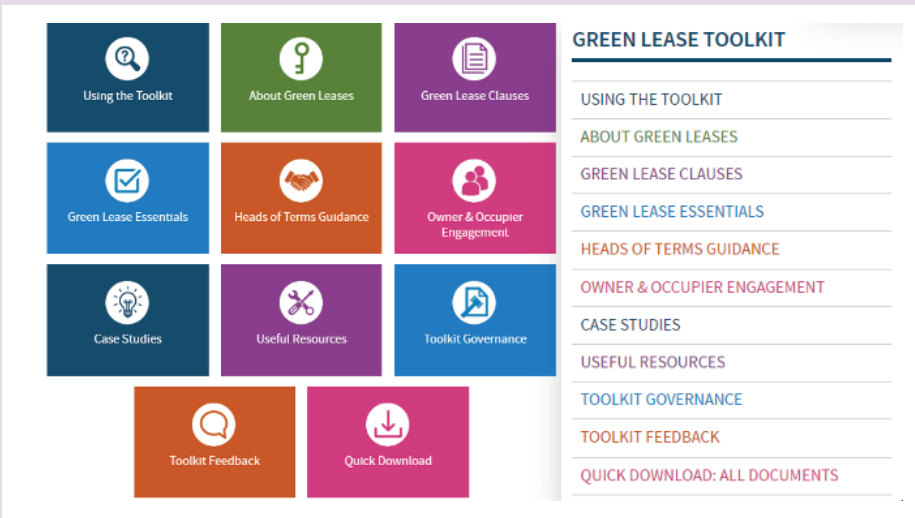 Using the Toolkit
About Green Leases
Green Lease Clauses
Green Lease Essentials
Heads of Terms Guidance
Owner & Occupier
Engagement
Case Studies
Useful Resources
Toolkit Governance
Toolkit Feedback
Quick Download
GREEN LEASE TOOLKIT
USING THE TOOLKIT
ABOUT GREEN LEASES
GREEN LEASE CLAUSES
GREEN LEASE ESSENTIALS
HEADS OF TERMS GUIDANCE
OWNER & OCCUPIER ENGAGEMENT
CASE STUDIES
USEFUL RESOURCES
TOOLKIT GOVERNANCE
TOOLKIT FEEDBACK
QUICK DOWNLOAD: ALL DOCUMENTS